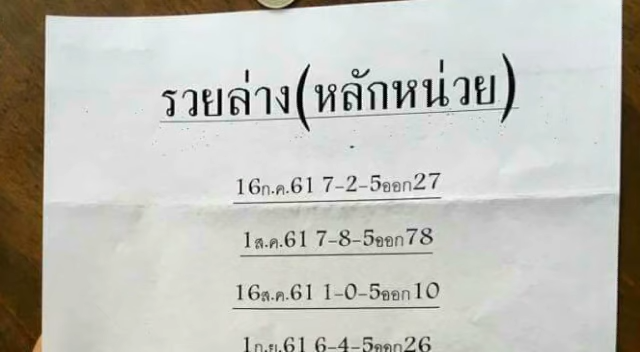 รวยล่าง(หลักหน่วย)
16ก.ค.61 7-2-5ออก27
1ส.ค.61 7-8-5ออก78
16ส.ค.61 1-0-5ออก10
1ก.ย.61 6-4-5ออก26